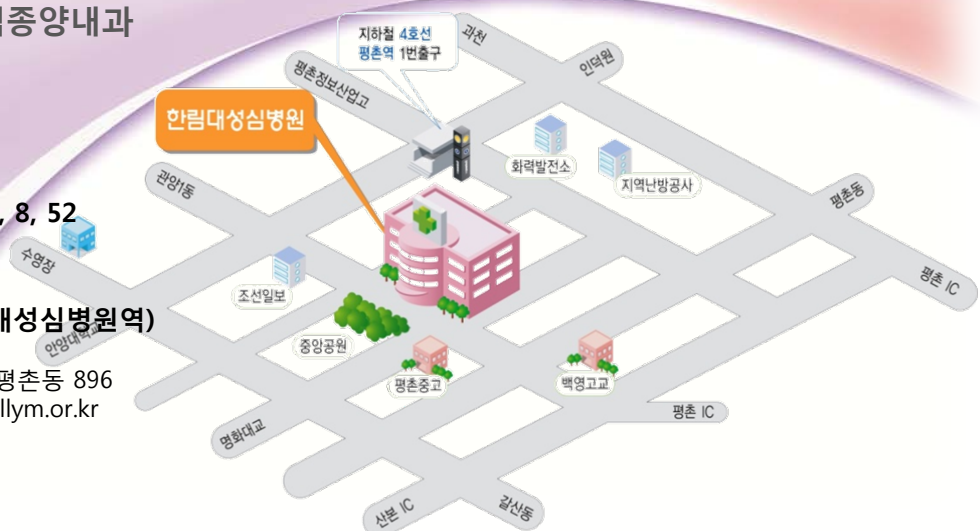 종양내과
지하철 4호선
평촌역 1번출구
과천
인덕원
평촌정보산업고
한림대성심병원
화력발전소
지역난방공사
관양1동
평촌동
, 8, 52
수영장
평촌 IC
조선일보
대성심병원역)
안양대학교
중앙공원
평촌동 896
평촌중고
백영고교
llym.or.kr
평촌 IC
명화대교
산본 IC
갈산동